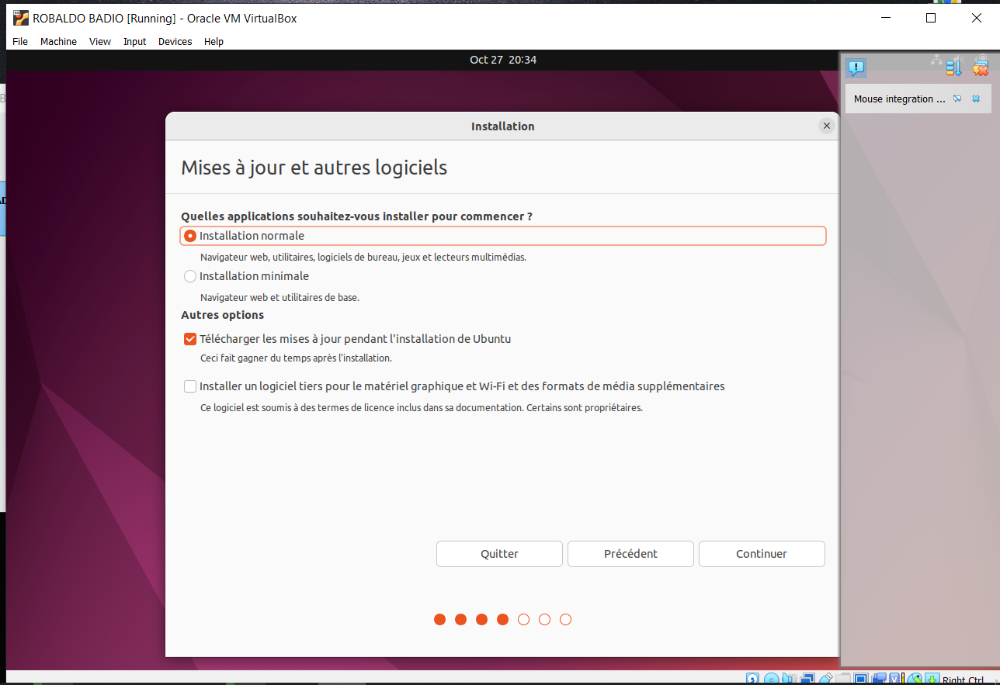 ROBALDO BADIO [Running] - Oracle VM VirtualBox
File Machine View Input Devices Help
Oct 27 20:34
Mouse integration ...
Installation
Mises à jour et autres logiciels
Quelles applications souhaitez-vous installer pour commencer ?
Installation normale
Navigateur web, utilitaires, logiciels de bureau, jeux et lecteurs multimédias.
Installation minimale
Navigateur web et utilitaires de base.
Autres options
Télécharger les mises à jour pendant l'installation de Ubuntu
Ceci fait gagner du temps après l'installation.
Installer un logiciel tiers pour le matériel graphique et Wi-Fi et des formats de média supplémentaires
Ce logiciel est soumis à des termes de licence inclus dans sa documentation. Certains sont propriétaires.
Quitter Précédent Continuer
Right Ctrl